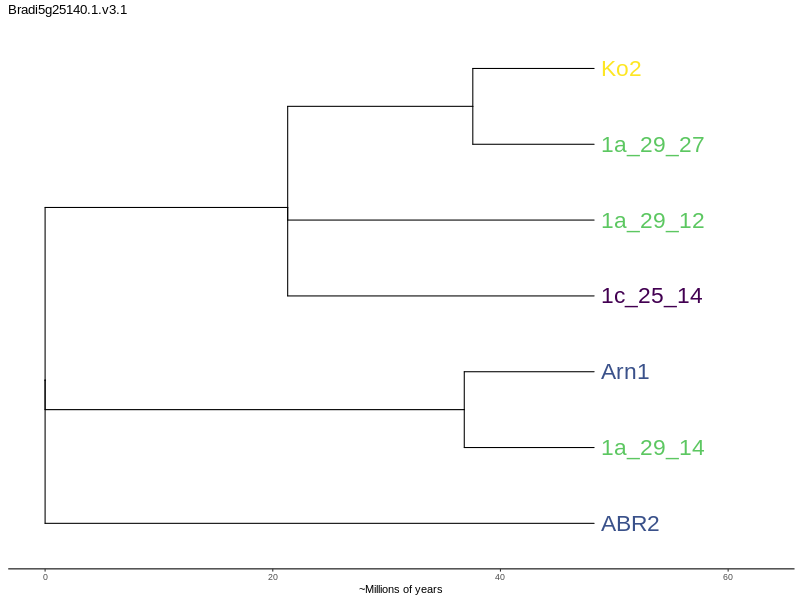 Bradi5g25140.1.v3.1
Ko2
1a_29_27
1a_29_12
1c_25_14
Arn1
1a_29_14
ABR2
0 20 40 60
~Millions of years